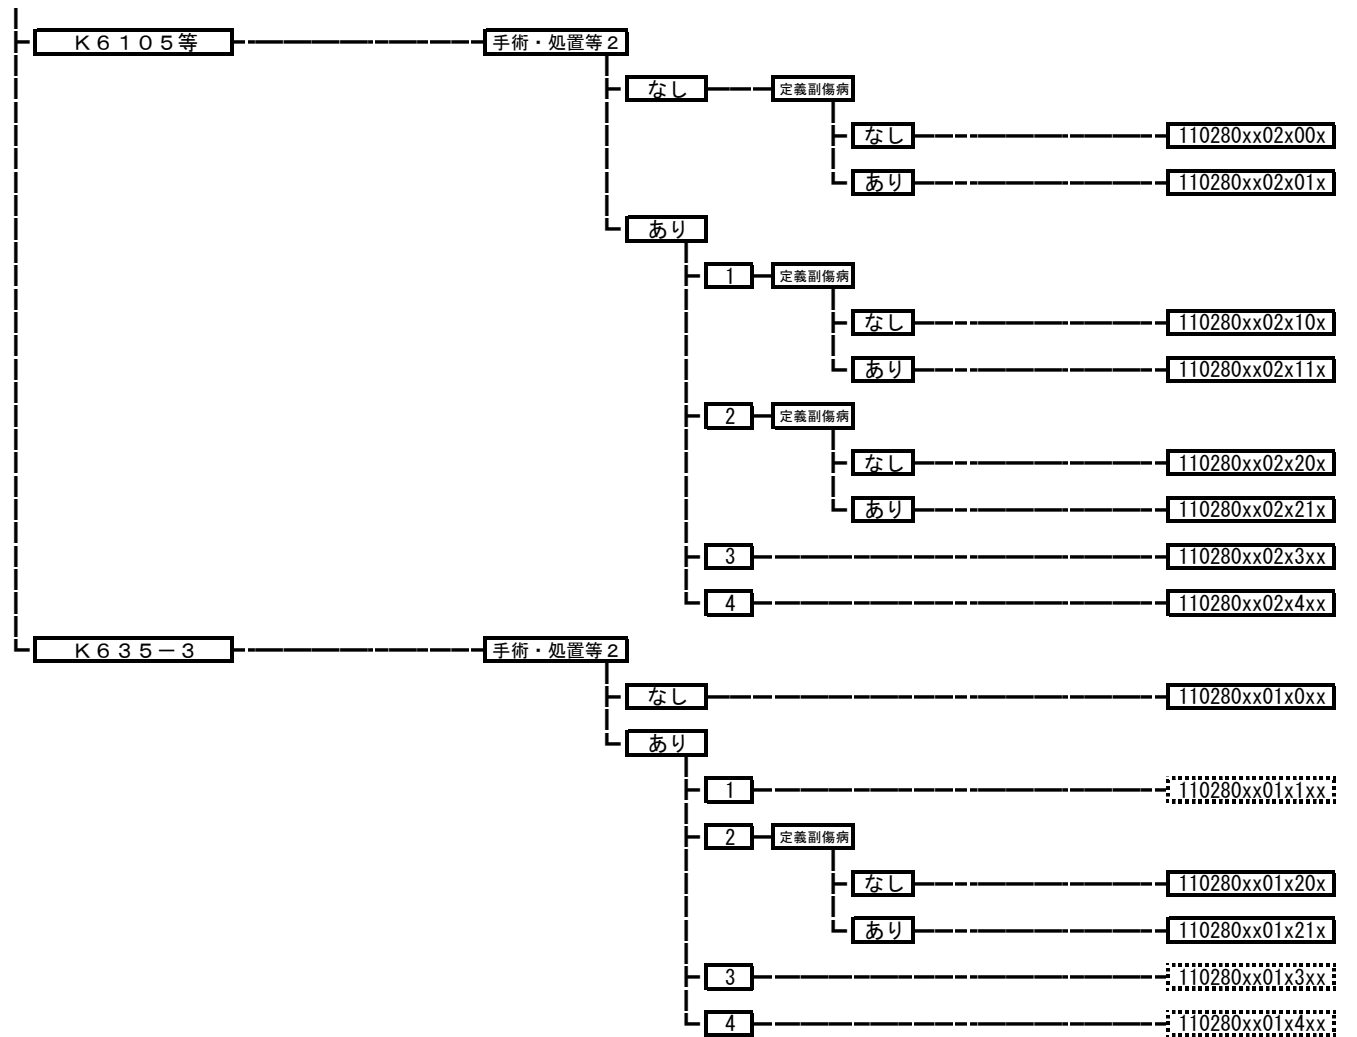 Ｋ６１０５等 手術・処置等２
なし 定義副傷病
なし 110280xx02x00x
あり 110280xx02x01x
あり
1 定義副傷病
なし 110280xx02x10x
あり 110280xx02x11x
2 定義副傷病
なし 110280xx02x20x
あり 110280xx02x21x
3 110280xx02x3xx
4 110280xx02x4xx
Ｋ６３５－３ 手術・処置等２
なし 110280xx01x0xx
あり
1 110280xx01x1xx
2 定義副傷病
なし 110280xx01x20x
あり 110280xx01x21x
3 110280xx01x3xx
4 110280xx01x4xx